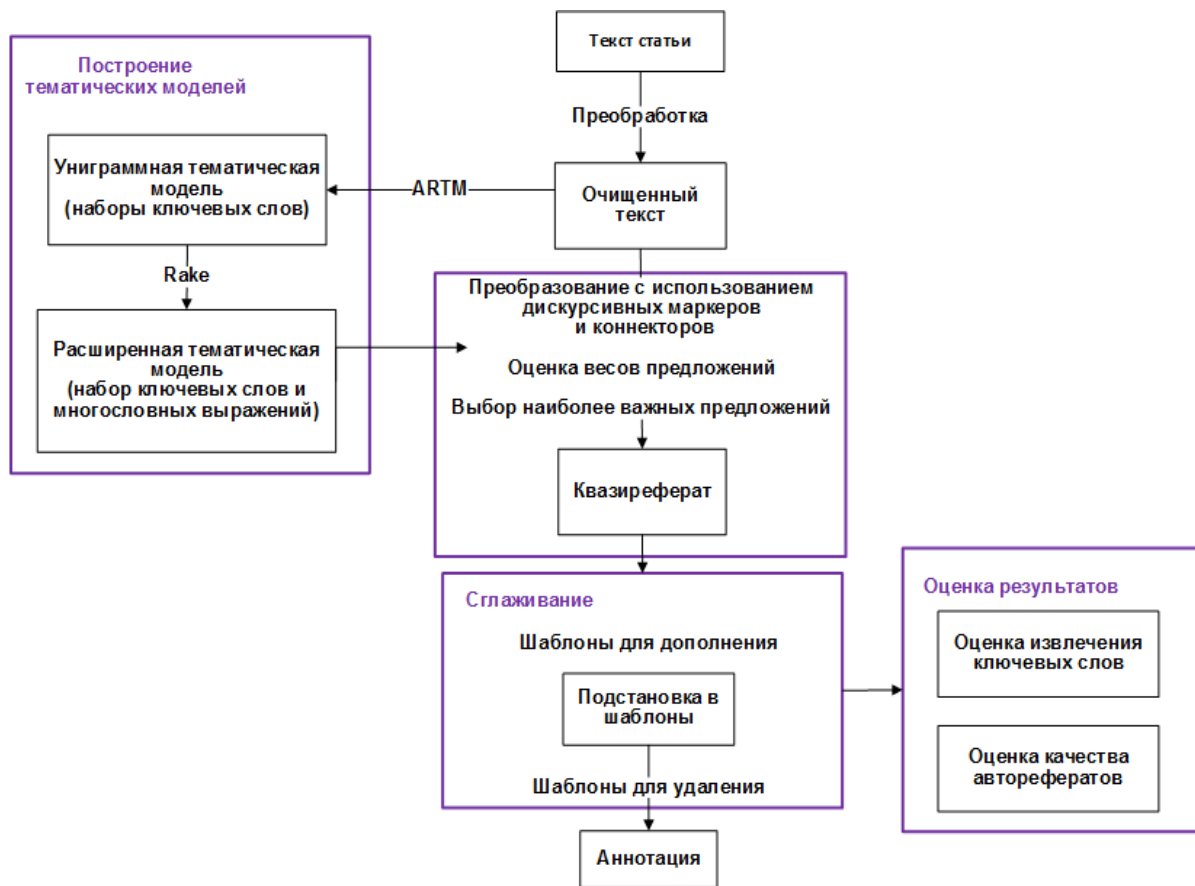 Текст статьи
Преобработка
Построение
тематических моделей
Униграммная тематическая
модель
(наборы ключевых слов)
ARTM
Очищенный
текст
Rake
Расширенная тематическая
модель
(набор ключевых слов и
многословных выражений)
Преобразование с использованием
дискурсивных маркеров
и коннекторов
Оценка весов предложений
Выбор наиболее важных предложений
Квазиреферат
Сглаживание
Шаблоны для дополнения
Подстановка в
шаблоны
Шаблоны для удаления
Аннотация
Оценка результатов
Оценка извлечения
ключевых слов
Оценка качества
авторефератов